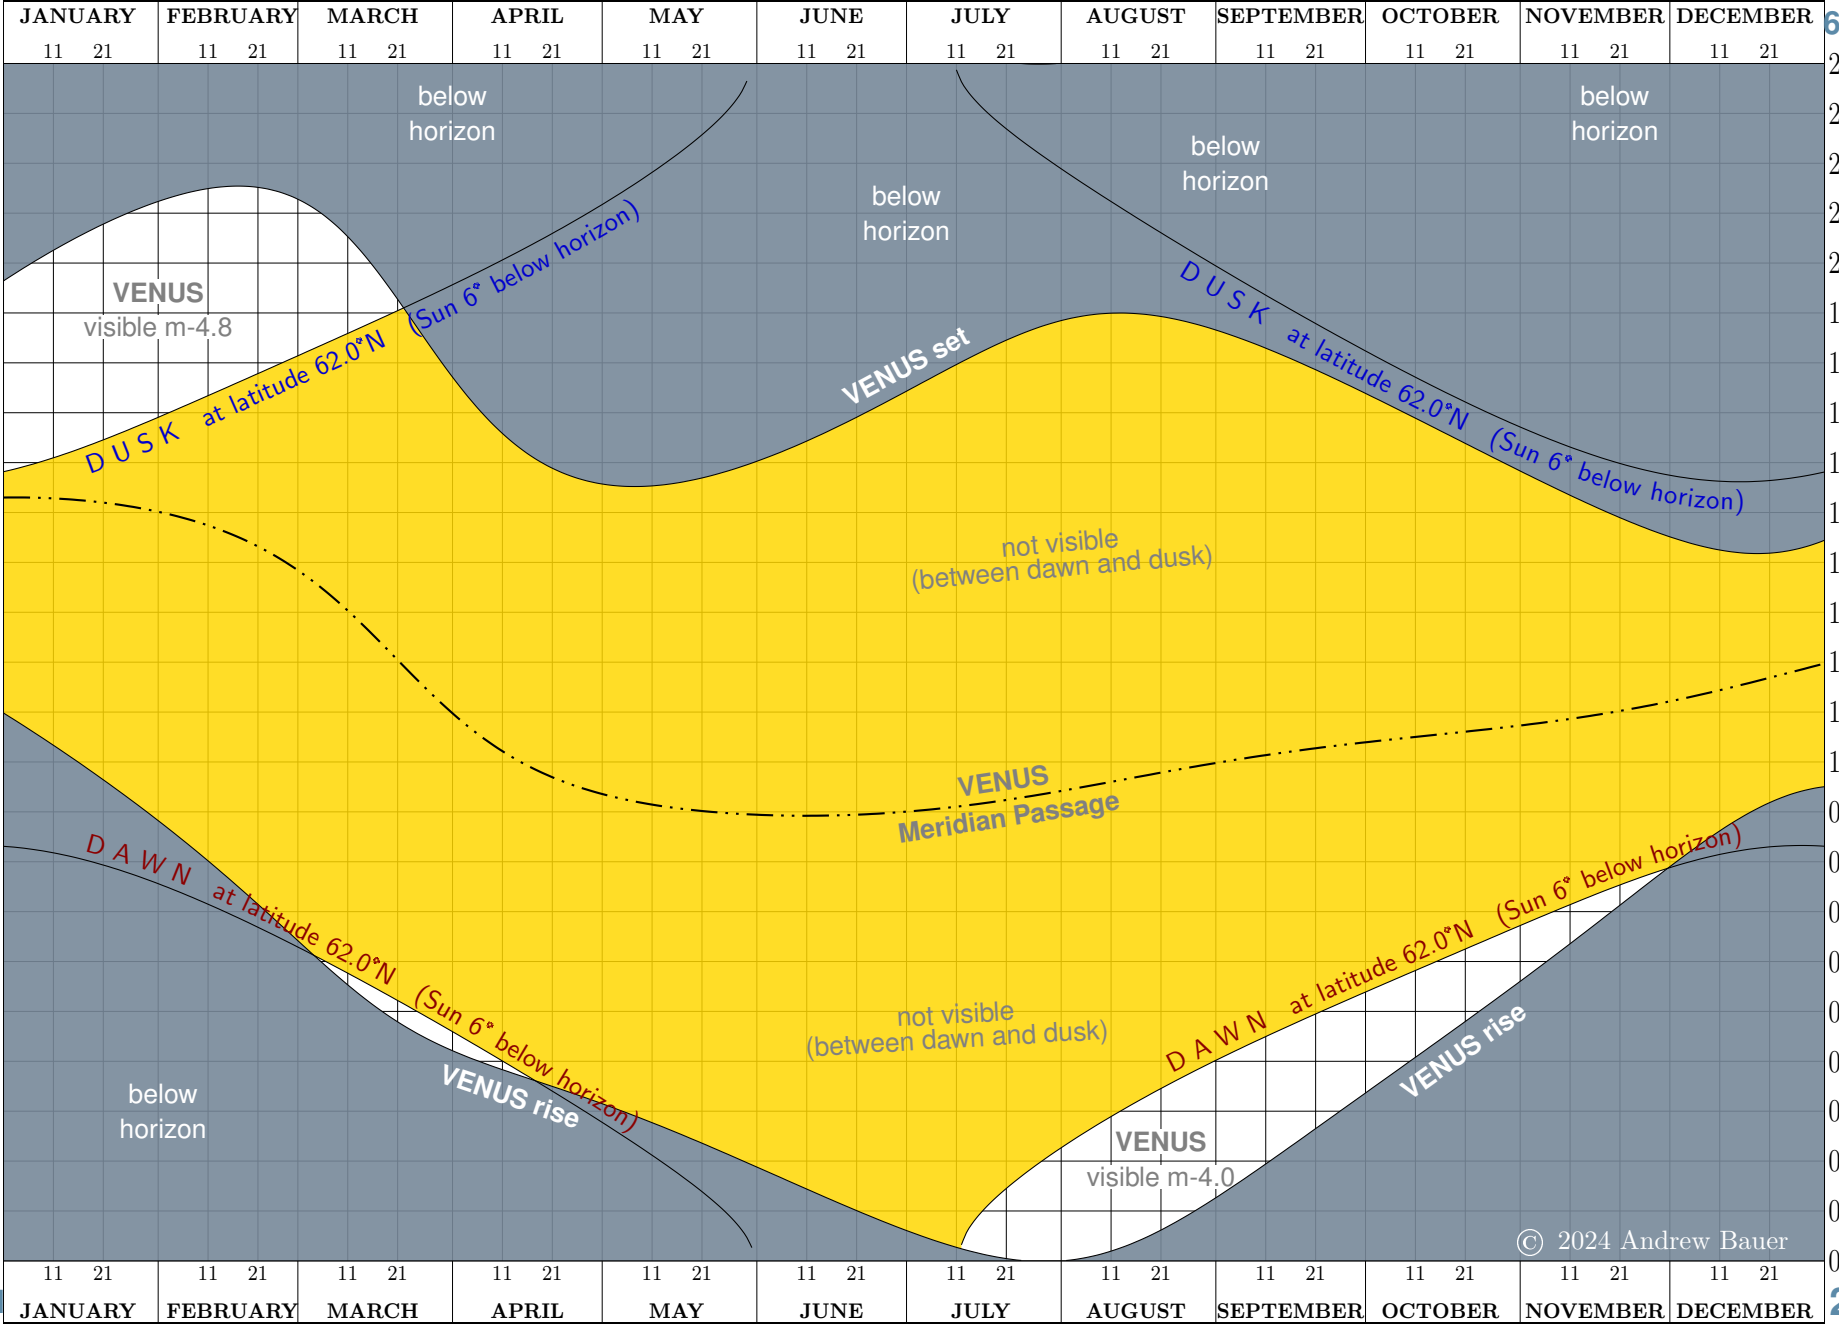 JANUARY FEBRUARY MARCH APRIL MAY JUNE JULY AUGUST SEPTEMBER OCTOBER NOVEMBER DECEMBER
11 21 11 21 11 21 11 21 11 21 11 21 11 21 11 21 11 21 11 21 11 21 11 21
below
horizon
below
horizon
below
horizon
below
horizon
VENUS
visible m-4.8
DUSK at latitude 62.0°N (Sun 6° below horizon)
DUSK at latitude 62.0°N (Sun 6° below horizon)
VENUS set
not visible
(between dawn and dusk)
VENUS
Meridian Passage
DAWN at latitude 62.0°N (Sun 6° below horizon)
DAWN at latitude 62.0°N (Sun 6° below horizon)
not visible
(between dawn and dusk)
VENUS rise
VENUS rise
below
horizon
VENUS
visible m-4.0
© 2024 Andrew Bauer
11 21 11 21 11 21 11 21 11 21 11 21 11 21 11 21 11 21 11 21 11 21 11 21
JANUARY FEBRUARY MARCH APRIL MAY JUNE JULY AUGUST SEPTEMBER OCTOBER NOVEMBER DECEMBER